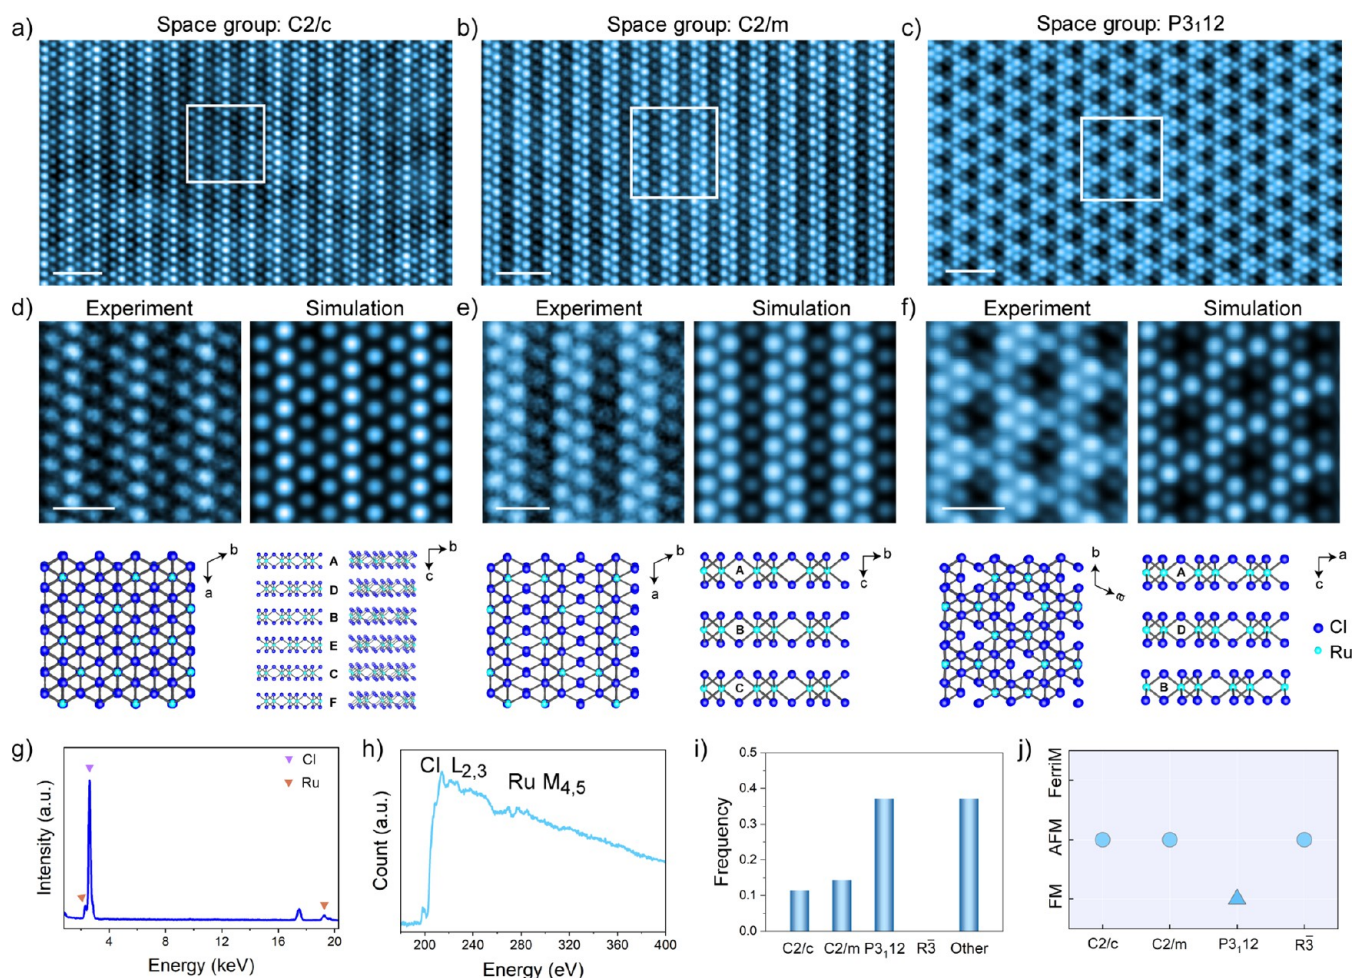 a) Space group: C2/c
b) Space group: C2/m
c) Space group: P3₁12
d) Experiment Simulation
e) Experiment Simulation
f) Experiment Simulation
b
a
A
D
B
E
C
F
b
c
b
a
A
B
C
b
c
b
a
A
D
B
a
c
Cl
Ru
g)
Intensity (a.u.)
Cl
Ru
4 8 12 16 20
Energy (keV)
h)
Count (a.u.)
Cl L₂,₃
Ru M₄,₅
200 240 280 320 360 400
Energy (eV)
i)
Frequency
0.5
0.4
0.3
0.2
0.1
0.0
C2/c C2/m P3₁12 R3̅ Other
j)
FerriM
AFM
FM
C2/c C2/m P3₁12 R3̅